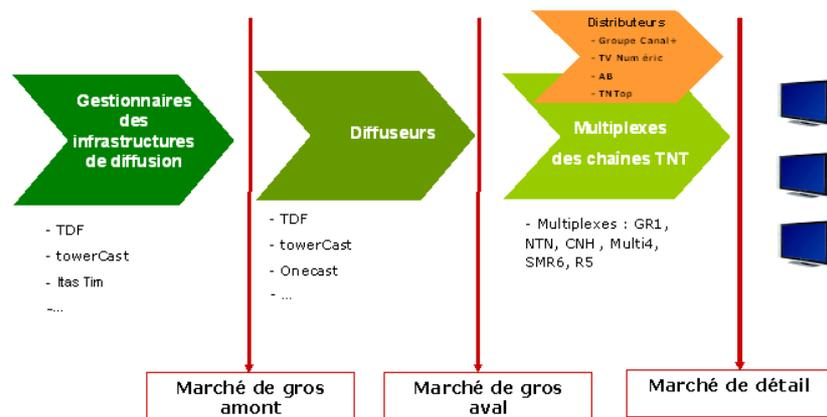 Distributeurs
- Groupe Canal+
- TV Numéric
- AB
- TNTop
Gestionnaires
des
infrastructures
de diffusion
Diffuseurs
Multiplexes
des chaînes TNT
- TDF
- towerCast
- Itas Tim
-...
- TDF
- towerCast
- Onecast
- ...
- Multiplexes : GR1,
NTN, CNH , Multi4,
SMR6, R5
Marché de gros
amont
Marché de gros
aval
Marché de détail